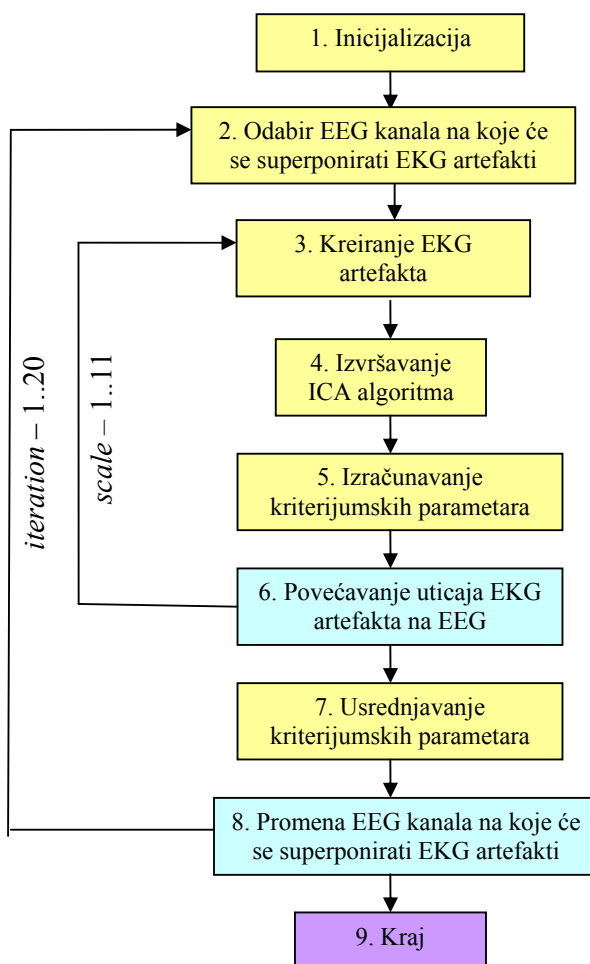 1. Inicijalizacija
2. Odabir EEG kanala na koje će
se superponirati EKG artefakti
3. Kreiranje EKG
artefakta
4. Izvršavanje
ICA algoritma
5. Izračunavanje
kriterijumskih parametara
6. Povećavanje uticaja EKG
artefakta na EEG
7. Usrednjavanje
kriterijumskih parametara
8. Promena EEG kanala na koje će
se superponirati EKG artefakti
9. Kraj
iteration – 1..20
scale – 1..11